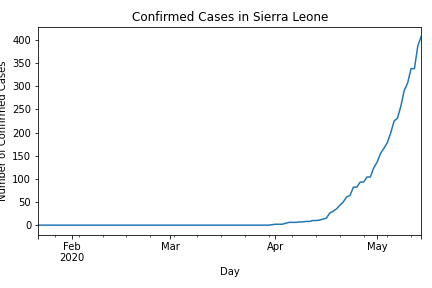 Confirmed Cases in Sierra Leone
Number of Confirmed Cases
400
350
300
250
200
150
100
50
0
Feb
2020
Mar
Apr
May
Day